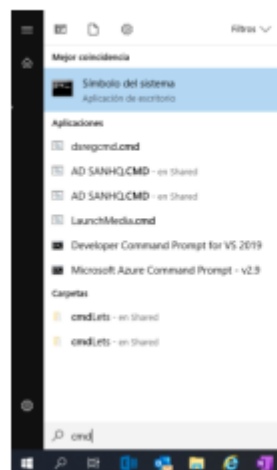 Filtros
Mejor coincidencia
Símbolo del sistema
Aplicación de escritorio
Aplicaciones
dsregcmd.cmd
AD SANHQ.CMD - en Shared
AD SANHQ.CMD - en Shared
LaunchMedia.cmd
Developer Command Prompt for VS 2019
Microsoft Azure Command Prompt - v2.9
Carpetas
cmdLets - en Shared
cmdLets - en Shared
cmd